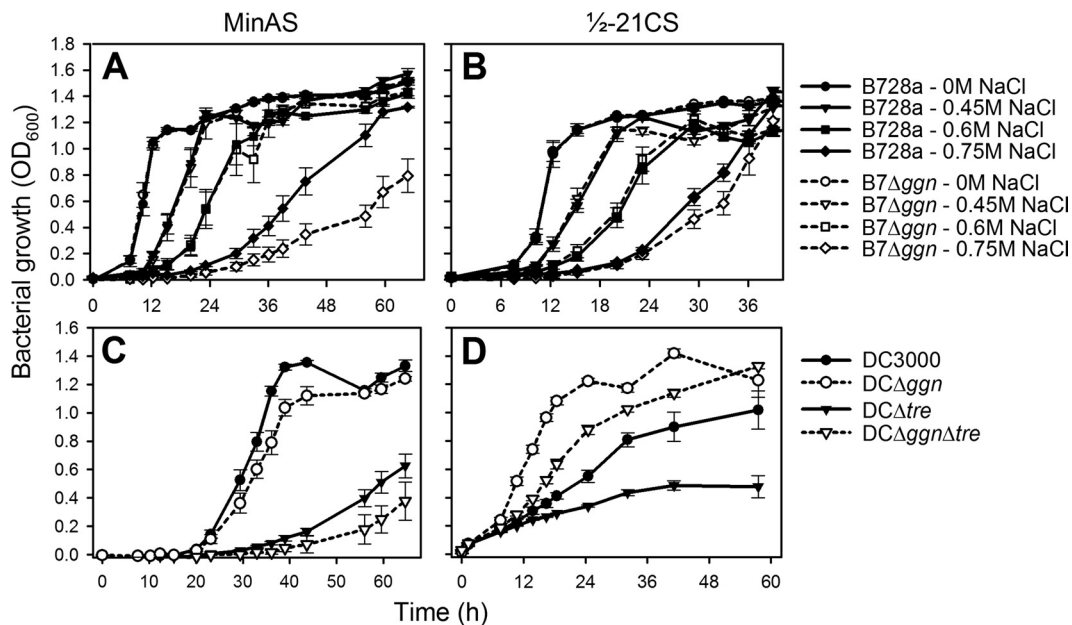 MinAS
½-21CS
A
B
C
D
Bacterial growth (OD600)
Time (h)
1.8
1.6
1.4
1.2
1.0
0.8
0.6
0.4
0.2
0.0
0 12 24 36 48 60
0 6 12 18 24 30 36
1.6
1.4
1.2
1.0
0.8
0.6
0.4
0.2
0.0
0 10 20 30 40 50 60
0 12 24 36 48 60
B728a - 0M NaCl
B728a - 0.45M NaCl
B728a - 0.6M NaCl
B728a - 0.75M NaCl
B7Δggn - 0M NaCl
B7Δggn - 0.45M NaCl
B7Δggn - 0.6M NaCl
B7Δggn - 0.75M NaCl
DC3000
DCΔggn
DCΔtre
DCΔggnΔtre